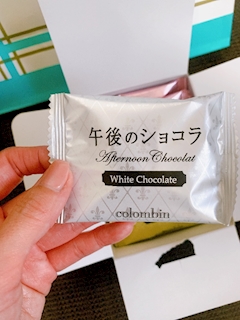 午後のショコラ
Afternoon Chocolat
White Chocolate
colombin